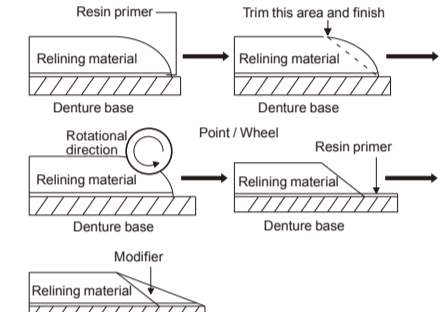 Resin primer
Relining material
Denture base
Trim this area and finish
Relining material
Denture base
Rotational
direction
Point / Wheel
Relining material
Denture base
Resin primer
Relining material
Denture base
Modifier
Relining material